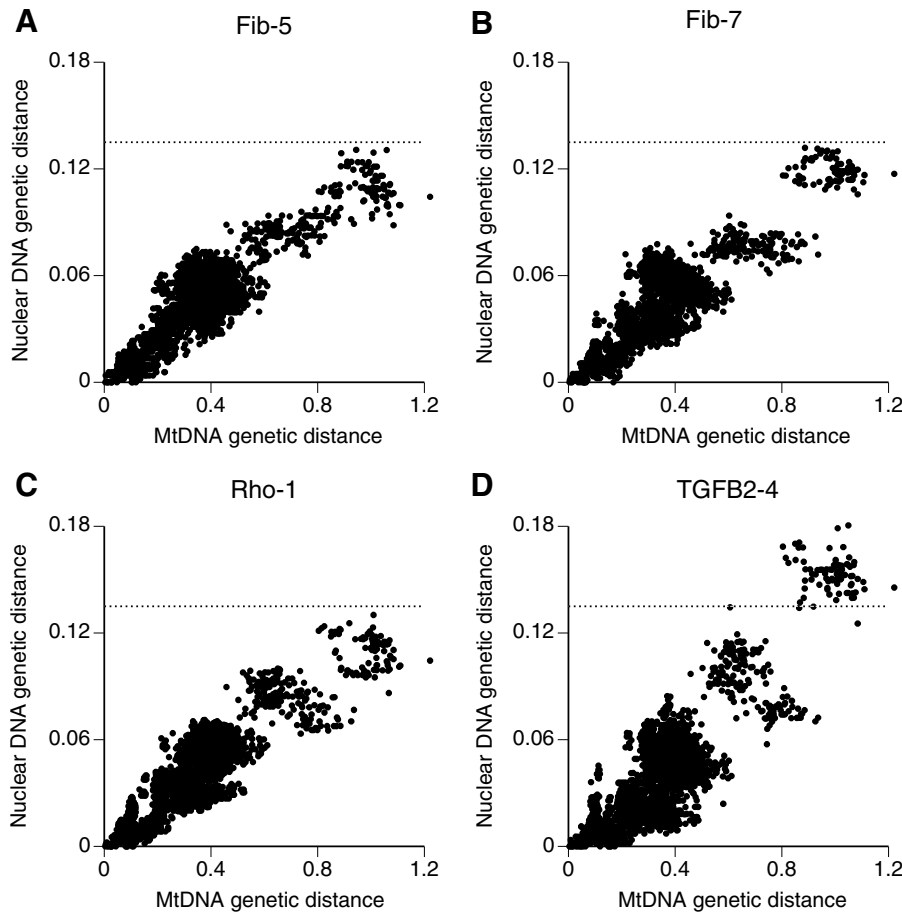 A
Fib-5
0.18
0.12
0.06
0
Nuclear DNA genetic distance
0 0.4 0.8 1.2
MtDNA genetic distance
B
Fib-7
0.18
0.12
0.06
0
Nuclear DNA genetic distance
0 0.4 0.8 1.2
MtDNA genetic distance
C
Rho-1
0.18
0.12
0.06
0
Nuclear DNA genetic distance
0 0.4 0.8 1.2
MtDNA genetic distance
D
TGFB2-4
0.18
0.12
0.06
0
Nuclear DNA genetic distance
0 0.4 0.8 1.2
MtDNA genetic distance